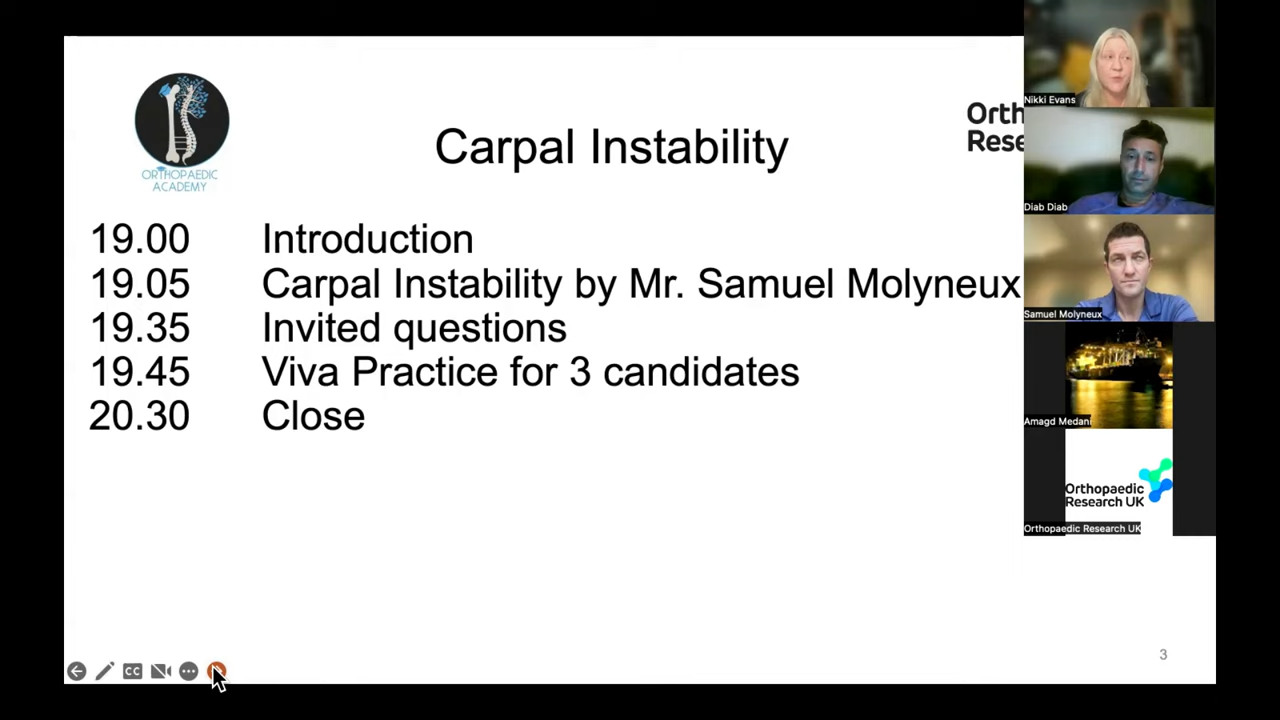 ORTHOPAEDIC
ACADEMY
Carpal Instability
Orth
Rese
19.00 Introduction
19.05 Carpal Instability by Mr. Samuel Molyneux
19.35 Invited questions
19.45 Viva Practice for 3 candidates
20.30 Close
3
CC
Nikki Evans
Diab Diab
Samuel Molyneux
Amagd Medani
Orthopaedic
Research UK
Orthopaedic Research UK